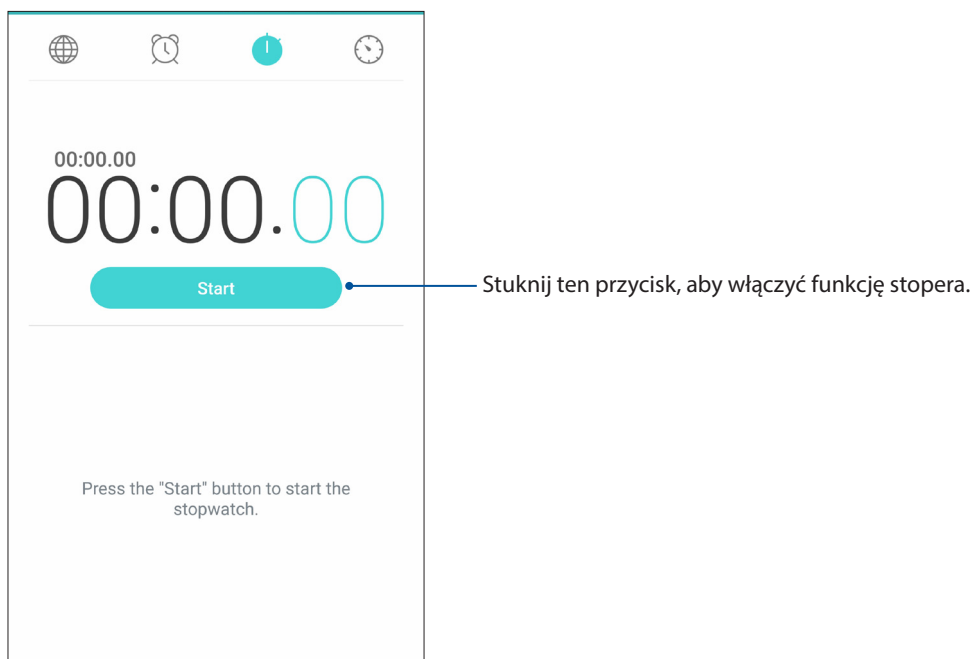 00:00.00
00:00.00
Start
Stuknij ten przycisk, aby włączyć funkcję stopera.
Press the "Start" button to start the
stopwatch.